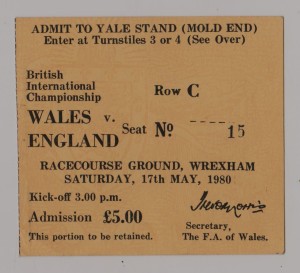 ADMIT TO YALE STAND (MOLD END)
Enter at Turnstiles 3 or 4 (See Over)
British
International
Championship
Row C
WALES v.
ENGLAND
Seat No ---- 15
RACECOURSE GROUND, WREXHAM
SATURDAY, 17th MAY, 1980
Kick-off 3.00 p.m.
Admission £5.00
This portion to be retained.
Secretary,
The F.A. of Wales.